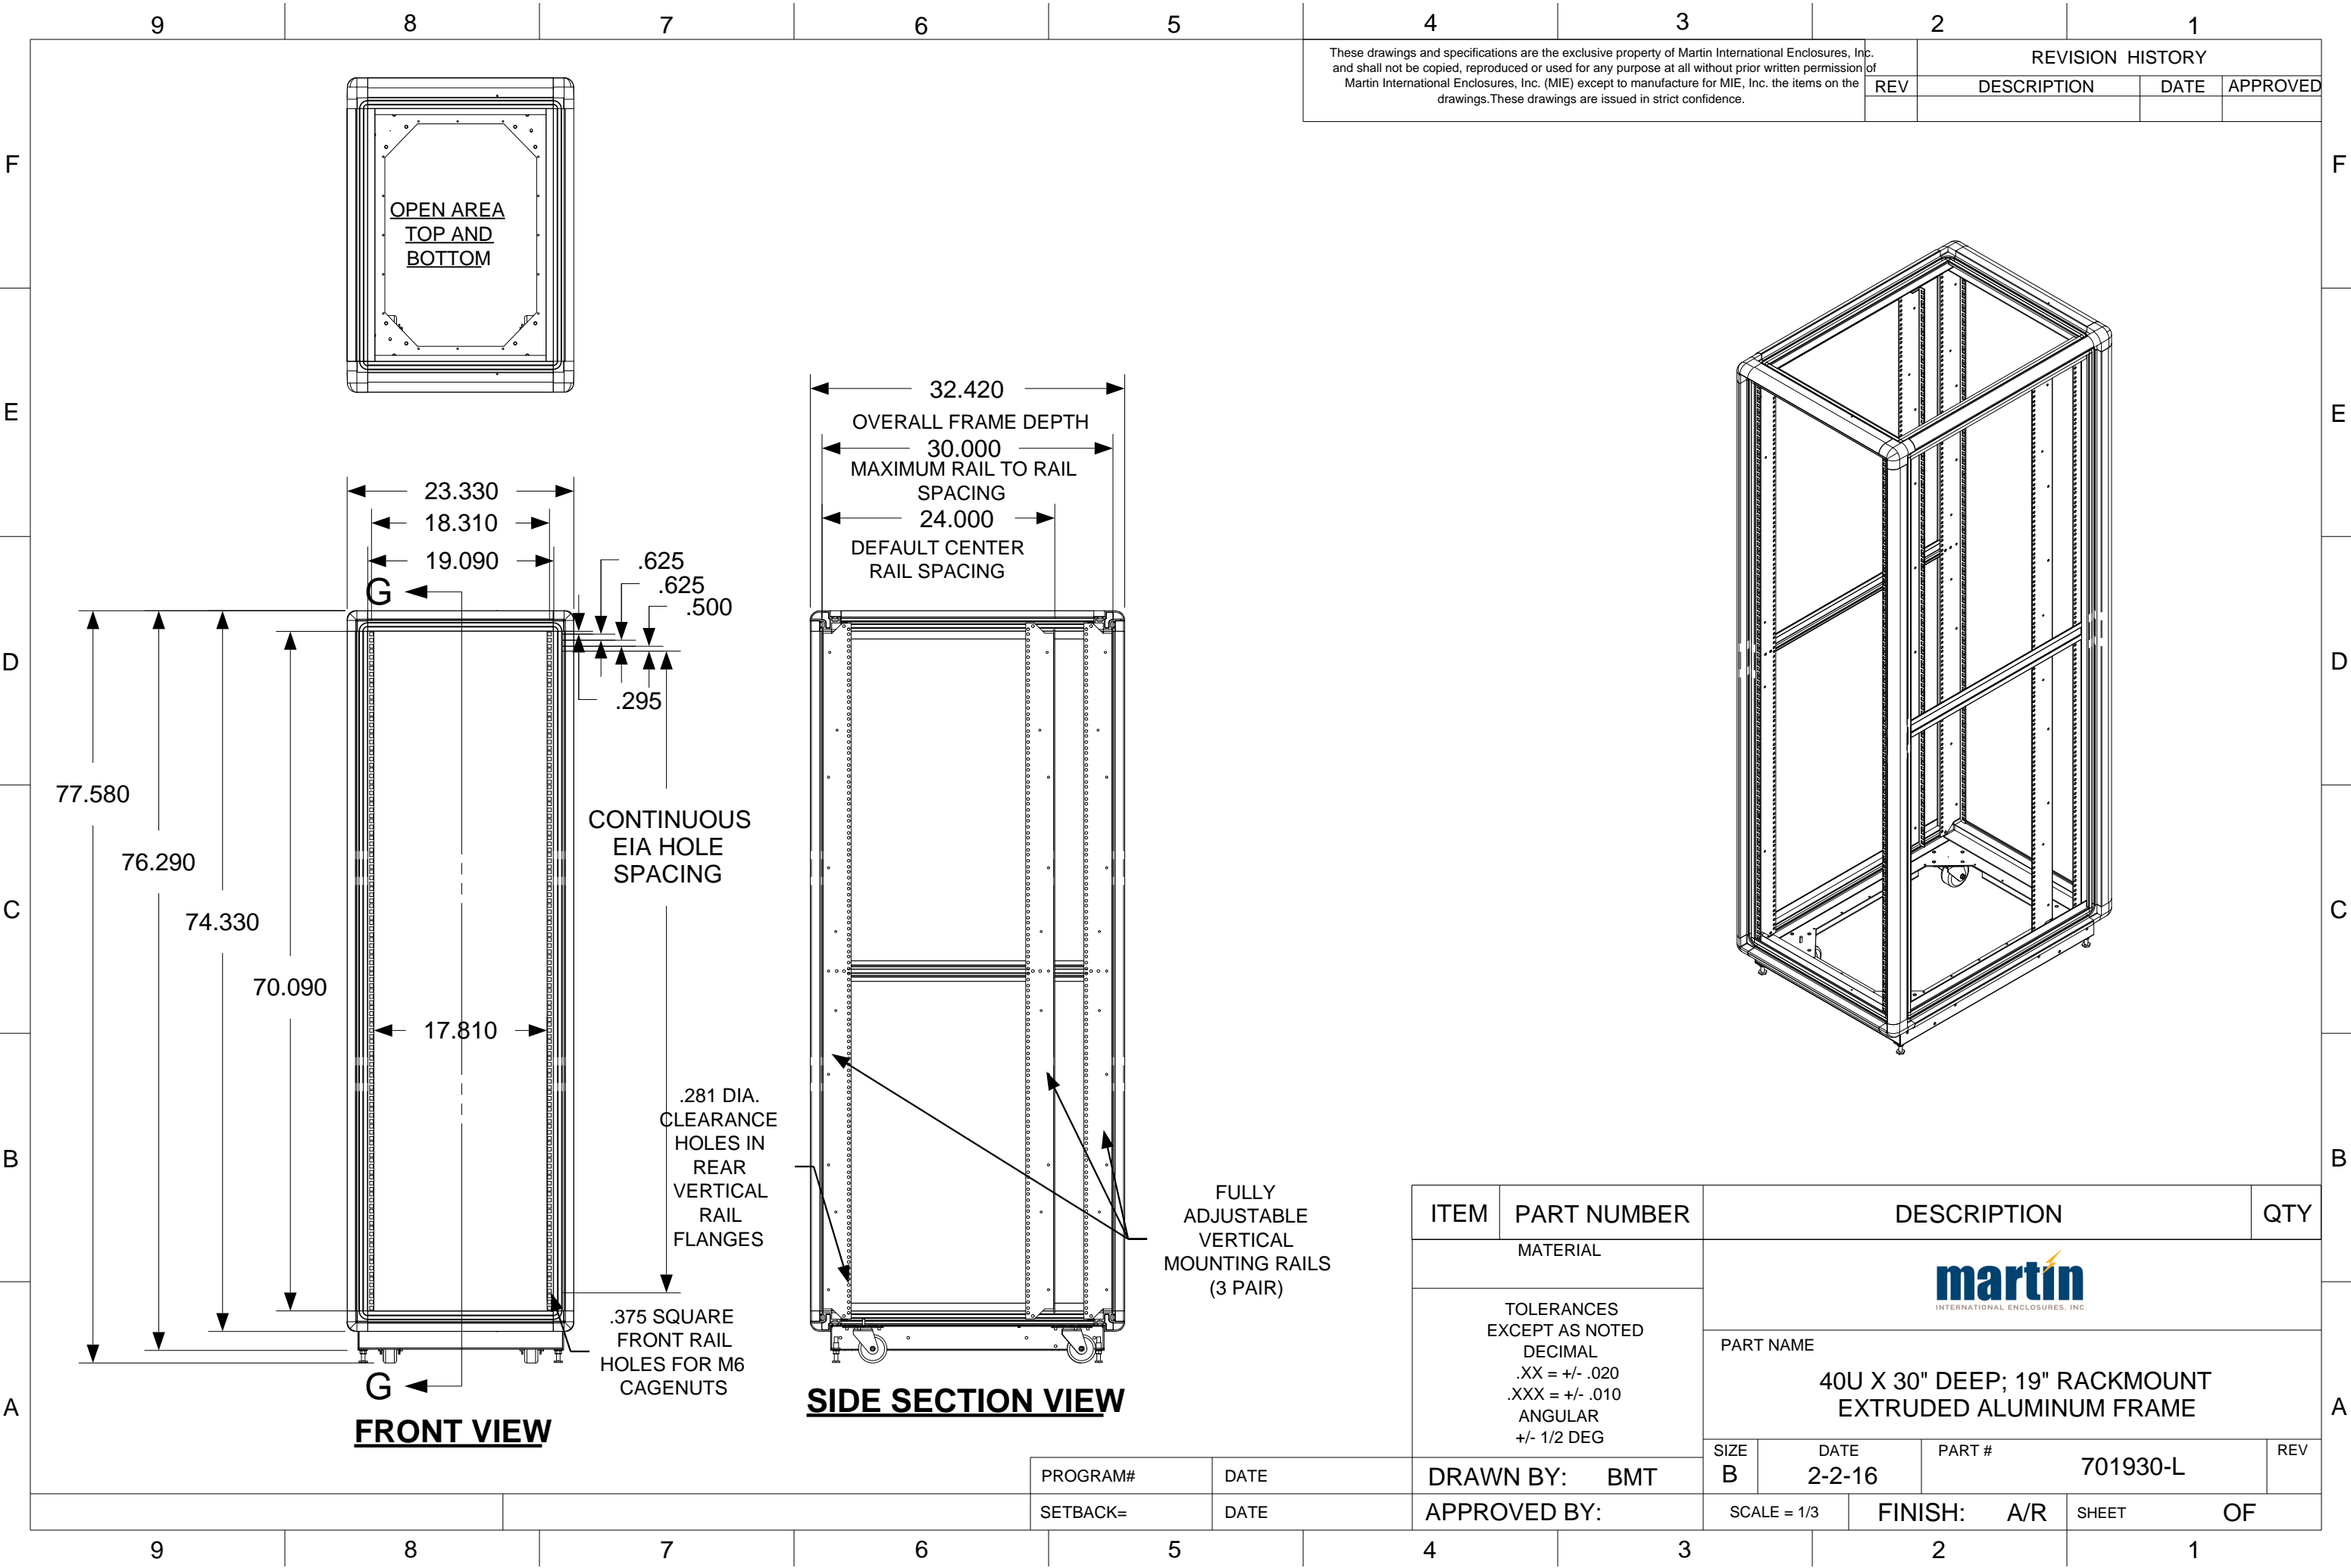 9 8 7 6 5 4 3 2 1
These drawings and specifications are the exclusive property of Martin International Enclosures, Inc.
and shall not be copied, reproduced or used for any purpose at all without prior written permission of
Martin International Enclosures, Inc. (MIE) except to manufacture for MIE, Inc. the items on the
drawings.These drawings are issued in strict confidence.
REVISION HISTORY
REV DESCRIPTION DATE APPROVED
F
F
OPEN AREA
TOP AND
BOTTOM
E
E
32.420
OVERALL FRAME DEPTH
30.000
MAXIMUM RAIL TO RAIL
SPACING
24.000
DEFAULT CENTER
RAIL SPACING
23.330
18.310
19.090
.625
.625
.500
.295
G
D
D
77.580
76.290
74.330
70.090
17.810
CONTINUOUS
EIA HOLE
SPACING
C
C
.281 DIA.
CLEARANCE
HOLES IN
REAR
VERTICAL
RAIL
FLANGES
B
B
FULLY
ADJUSTABLE
VERTICAL
MOUNTING RAILS
(3 PAIR)
.375 SQUARE
FRONT RAIL
HOLES FOR M6
CAGENUTS
G
FRONT VIEW
SIDE SECTION VIEW
A
A
ITEM PART NUMBER DESCRIPTION QTY
MATERIAL
TOLERANCES
EXCEPT AS NOTED
DECIMAL
.XX = +/- .020
.XXX = +/- .010
ANGULAR
+/- 1/2 DEG
martin
INTERNATIONAL ENCLOSURES, INC.
PART NAME
40U X 30" DEEP; 19" RACKMOUNT
EXTRUDED ALUMINUM FRAME
SIZE DATE PART # REV
B 2-2-16 701930-L
PROGRAM# DATE
SETBACK= DATE
DRAWN BY: BMT
APPROVED BY:
SCALE = 1/3 FINISH: A/R SHEET OF
9 8 7 6 5 4 3 2 1